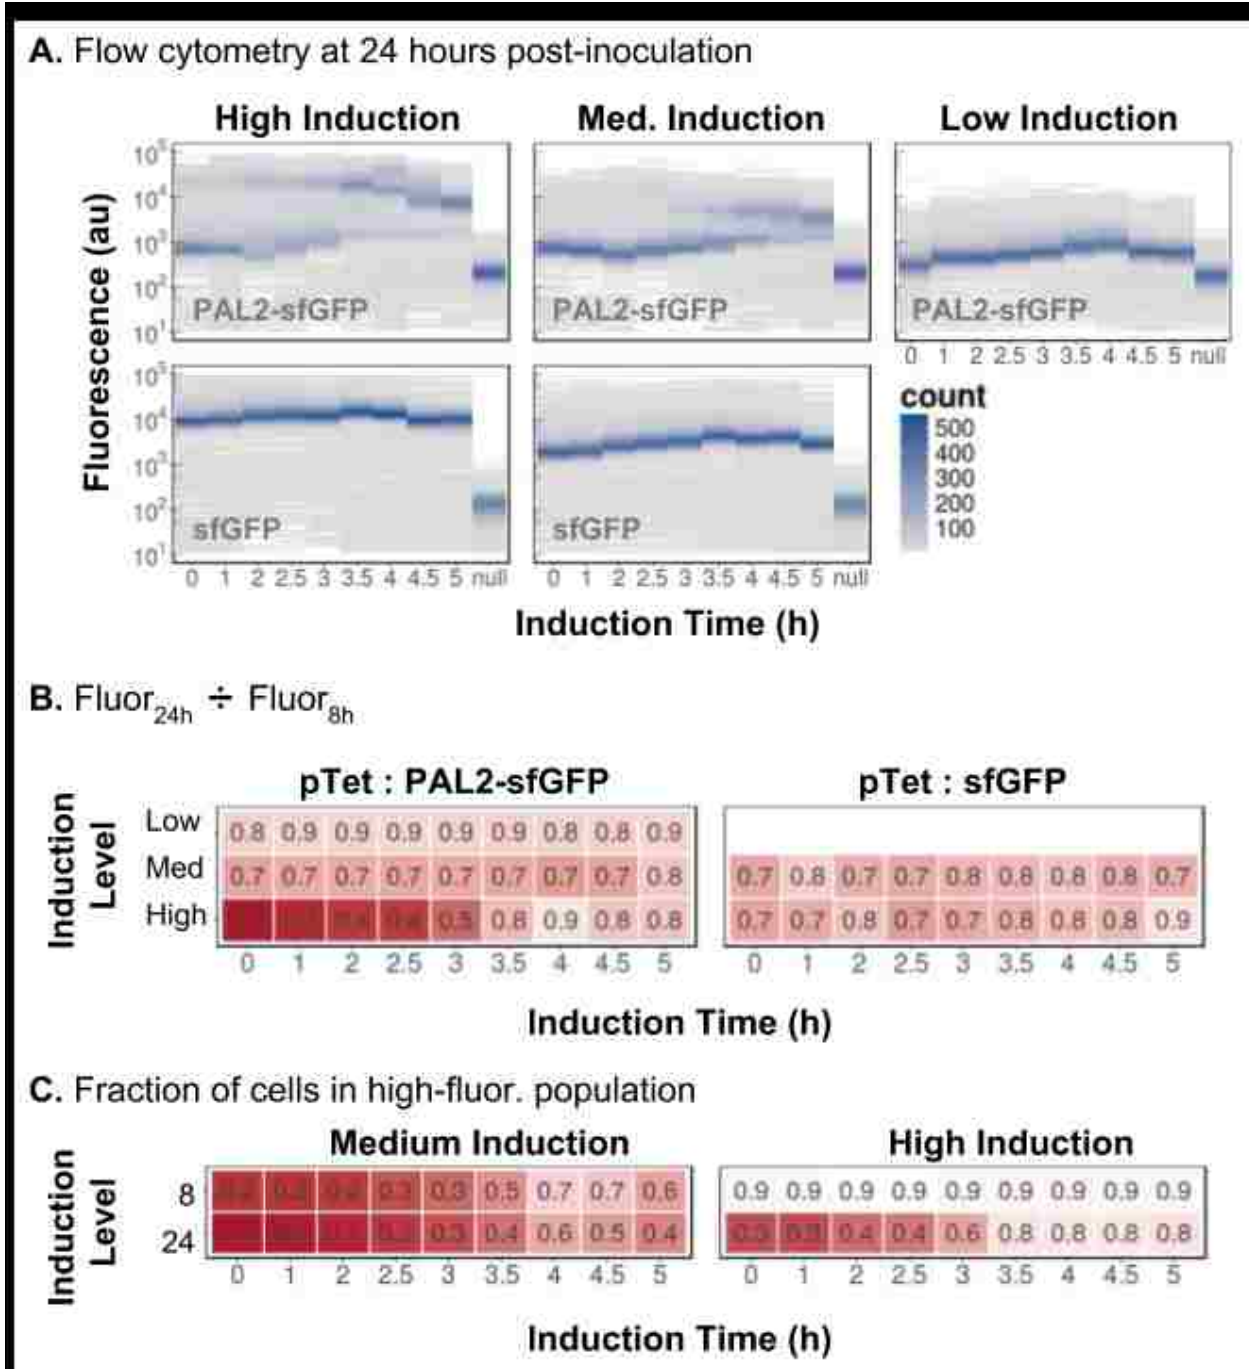 A. Flow cytometry at 24 hours post-inoculation
High Induction Med. Induction Low Induction
Fluorescence (au)
10⁵
10⁴
10³
10²
10¹
PAL2-sfGFP PAL2-sfGFP PAL2-sfGFP
0 1 2 2.5 3 3.5 4 4.5 5 null
10⁵
10⁴
10³
10²
10¹
sfGFP sfGFP
count
500
400
300
200
100
0 1 2 2.5 3 3.5 4 4.5 5 null 0 1 2 2.5 3 3.5 4 4.5 5 null
Induction Time (h)
B. Fluor24h ÷ Fluor8h
pTet : PAL2-sfGFP pTet : sfGFP
Induction
Level
Low 0.8 0.9 0.9 0.9 0.9 0.9 0.8 0.8 0.9
Med 0.7 0.7 0.7 0.7 0.7 0.7 0.7 0.7 0.8 0.7 0.8 0.7 0.7 0.8 0.8 0.8 0.8 0.7
High 0.5 0.8 0.9 0.8 0.8 0.7 0.7 0.8 0.7 0.7 0.8 0.8 0.8 0.9
0 1 2 2.5 3 3.5 4 4.5 5 0 1 2 2.5 3 3.5 4 4.5 5
Induction Time (h)
C. Fraction of cells in high-fluor. population
Medium Induction High Induction
Induction
Level
8 0.3 0.3 0.5 0.7 0.7 0.6 0.9 0.9 0.9 0.9 0.9 0.9 0.9 0.9 0.9
24 0.3 0.4 0.6 0.5 0.4 0.3 0.3 0.4 0.4 0.6 0.8 0.8 0.8 0.8
0 1 2 2.5 3 3.5 4 4.5 5 0 1 2 2.5 3 3.5 4 4.5 5
Induction Time (h)